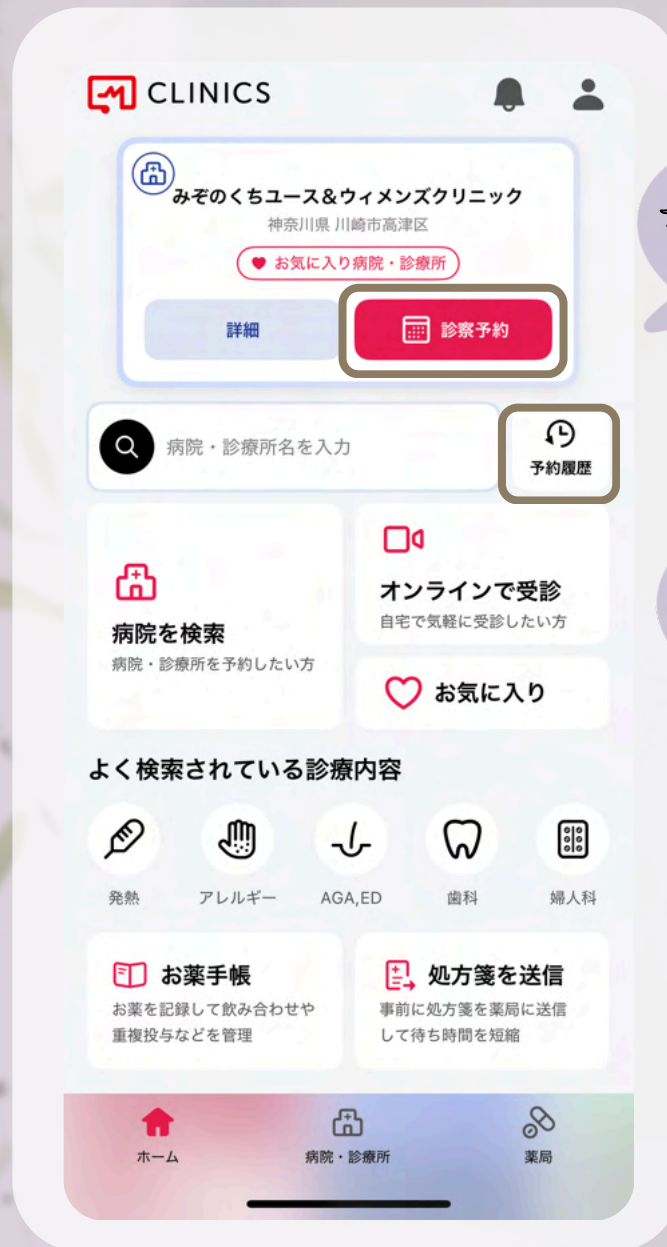 CLINICS
みぞのくちユース＆ウィメンズクリニック
神奈川県 川崎市高津区
お気に入り病院・診療所
詳細
診察予約
病院・診療所名を入力
予約履歴
病院を検索
病院・診療所を予約したい方
オンラインで受診
自宅で気軽に受診したい方
お気に入り
よく検索されている診療内容
発熱
アレルギー
AGA,ED
歯科
婦人科
お薬手帳
お薬を記録して飲み合わせや
重複投与などを管理
処方箋を送信
事前に処方箋を薬局に送信
して待ち時間を短縮
ホーム
病院・診療所
薬局